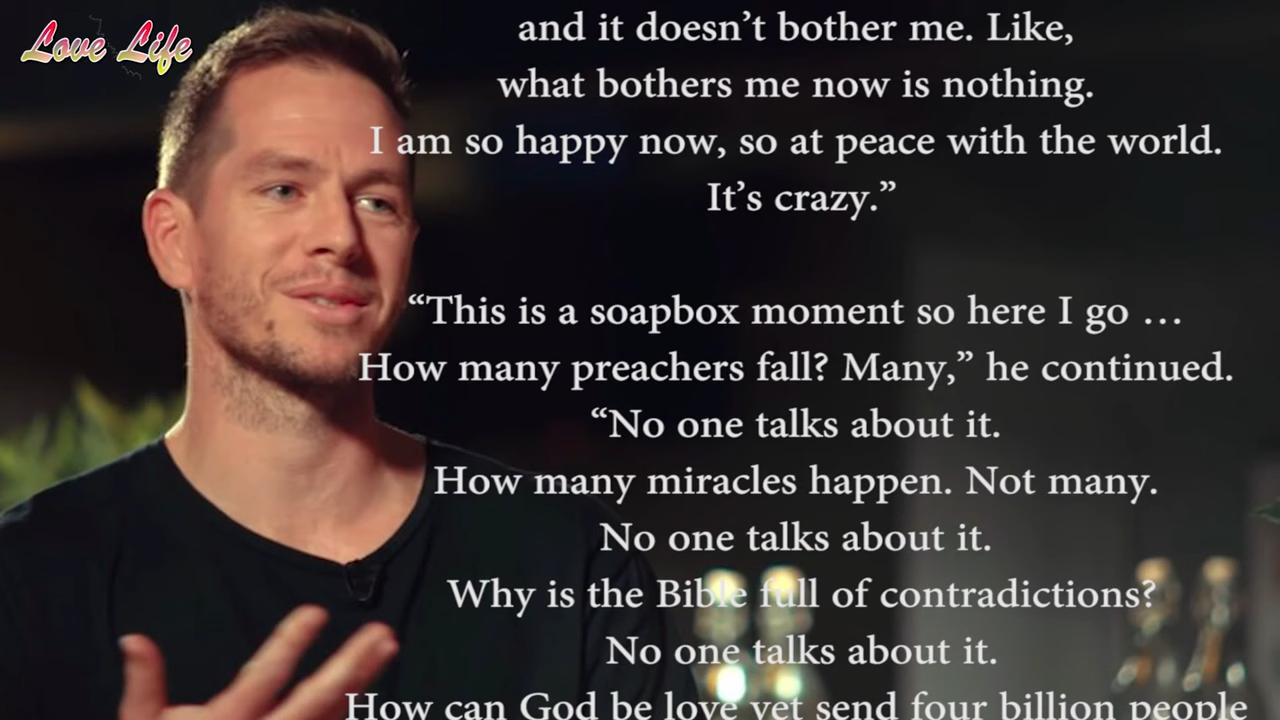 Love Life
and it doesn’t bother me. Like,
what bothers me now is nothing.
I am so happy now, so at peace with the world.
It’s crazy.”
“This is a soapbox moment so here I go …
How many preachers fall? Many,” he continued.
“No one talks about it.
How many miracles happen. Not many.
No one talks about it.
Why is the Bible full of contradictions?
No one talks about it.
How can God be love yet send four billion people